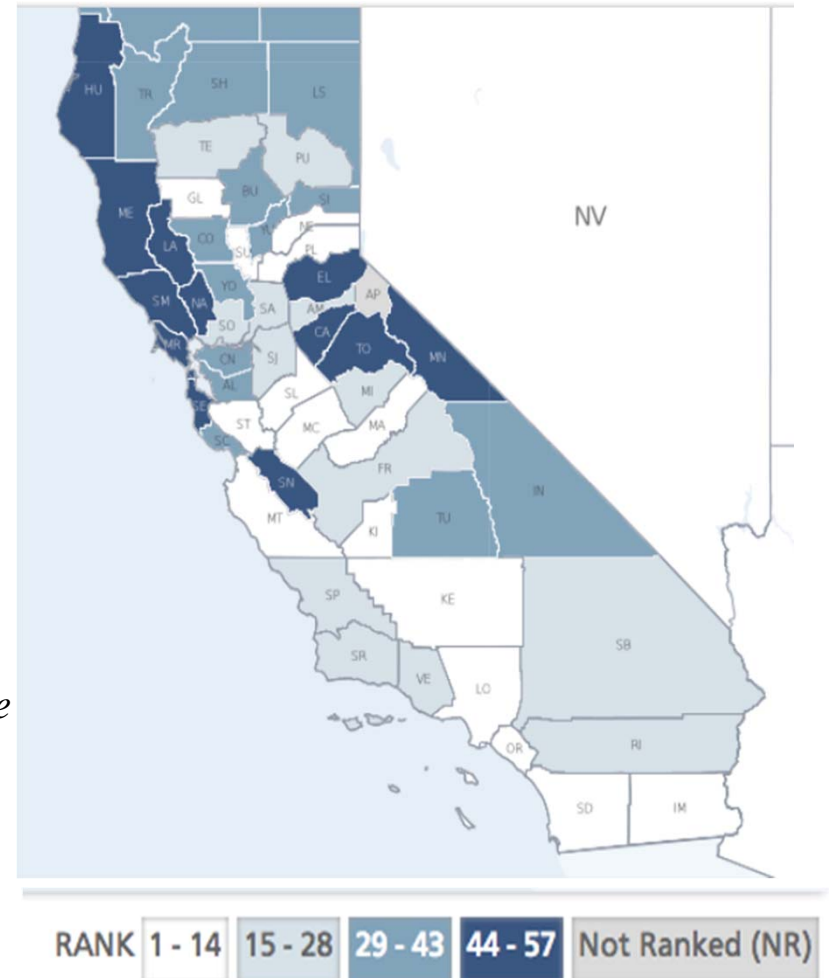 HU
TR
SH
LS
TE
PU
GL
BU
SI
ME
LA
CO
SU
YU
NE
PL
NV
EL
AP
SM
NA
YO
SO
SA
AM
CA
TO
MN
MR
CN
SJ
AL
SL
MI
ST
MC
MA
SC
SN
FR
IN
MT
KI
TU
SP
KE
SB
SR
VE
LO
OR
RI
SD
IM
e
RANK 1 - 14 15 - 28 29 - 43 44 - 57 Not Ranked (NR)